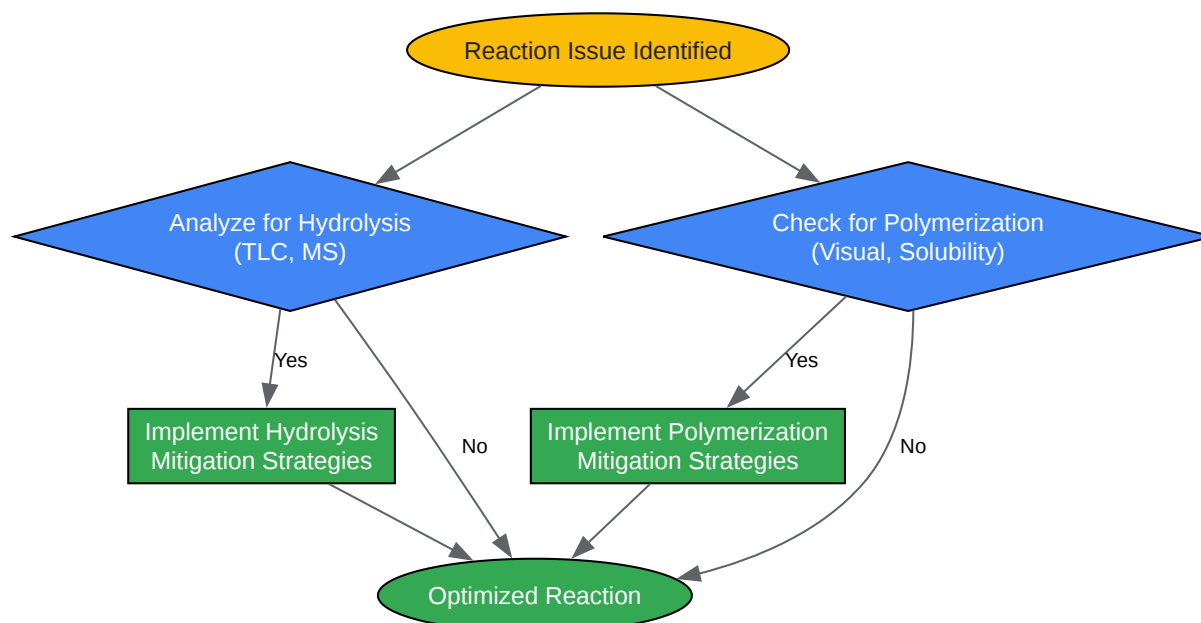 Reaction Issue Identified
Analyze for Hydrolysis
(TLC, MS)
Check for Polymerization
(Visual, Solubility)
Yes
Yes
Implement Hydrolysis
Mitigation Strategies
No
Implement Polymerization
Mitigation Strategies
No
Optimized Reaction